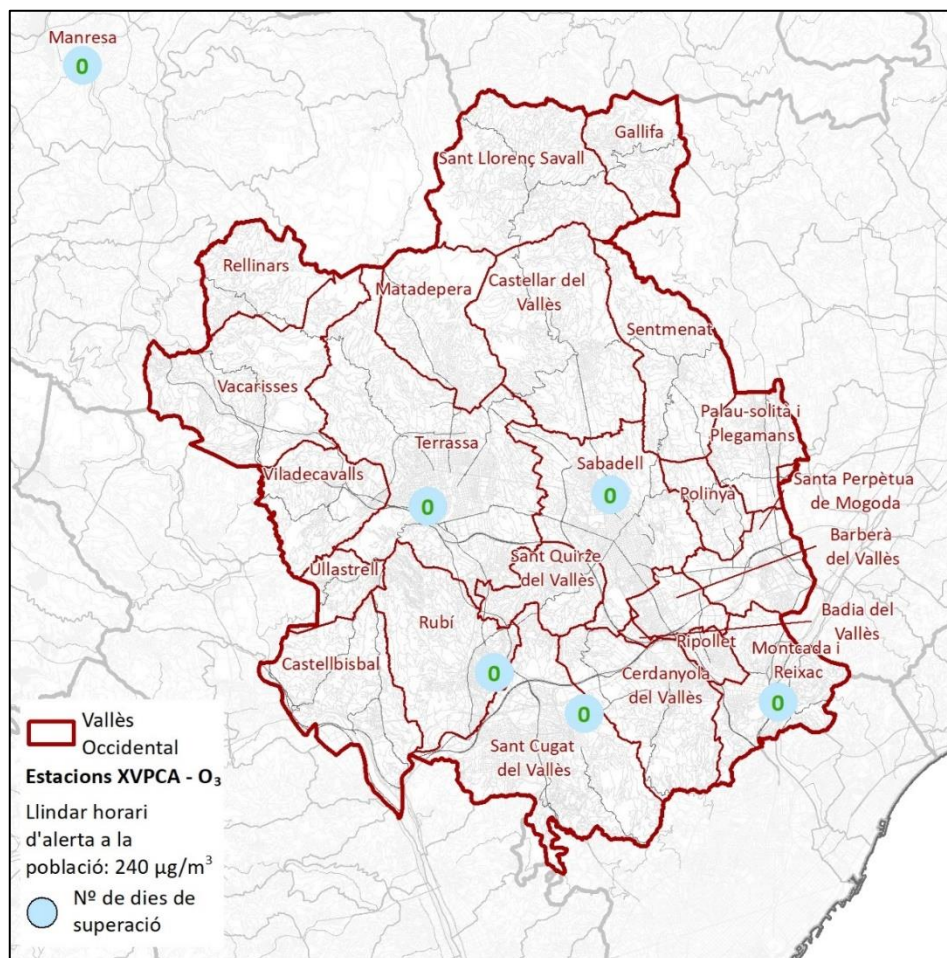 Manresa
0
Gallifa
Sant Llorenç Savall
Rellinars
Matadepera
Castellar del
Vallès
Sentmenat
Vacarisses
Palau-solità i
Plegamans
Terrassa
Sabadell
Viladecavalls
0
0
Polinyà
Santa Perpètua
de Mogoda
Barberà
del Vallès
Ullastrell
Sant Quirze
del Vallès
Badia del
Vallès
Rubí
Ripollet
Montcada i
Reixac
Castellbisbal
0
Cerdanyola
del Vallès
0
0
Sant Cugat
del Vallès
Vallès
Occidental
Estacions XVPCA - O₃
Llindar horari
d'alerta a la
població: 240 µg/m³
Nº de dies de
superació